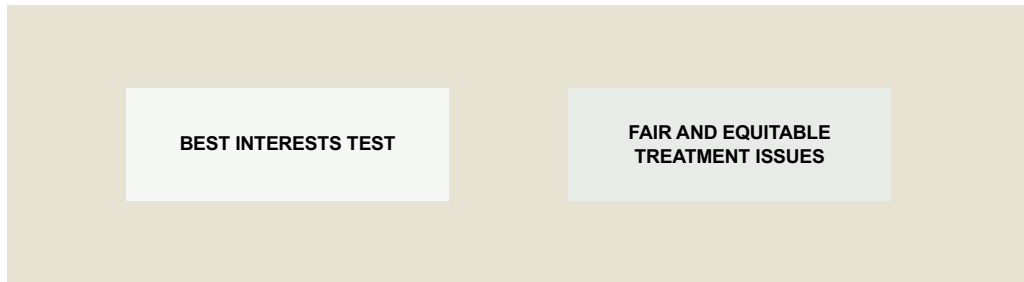 BEST INTERESTS TEST
FAIR AND EQUITABLE
TREATMENT ISSUES